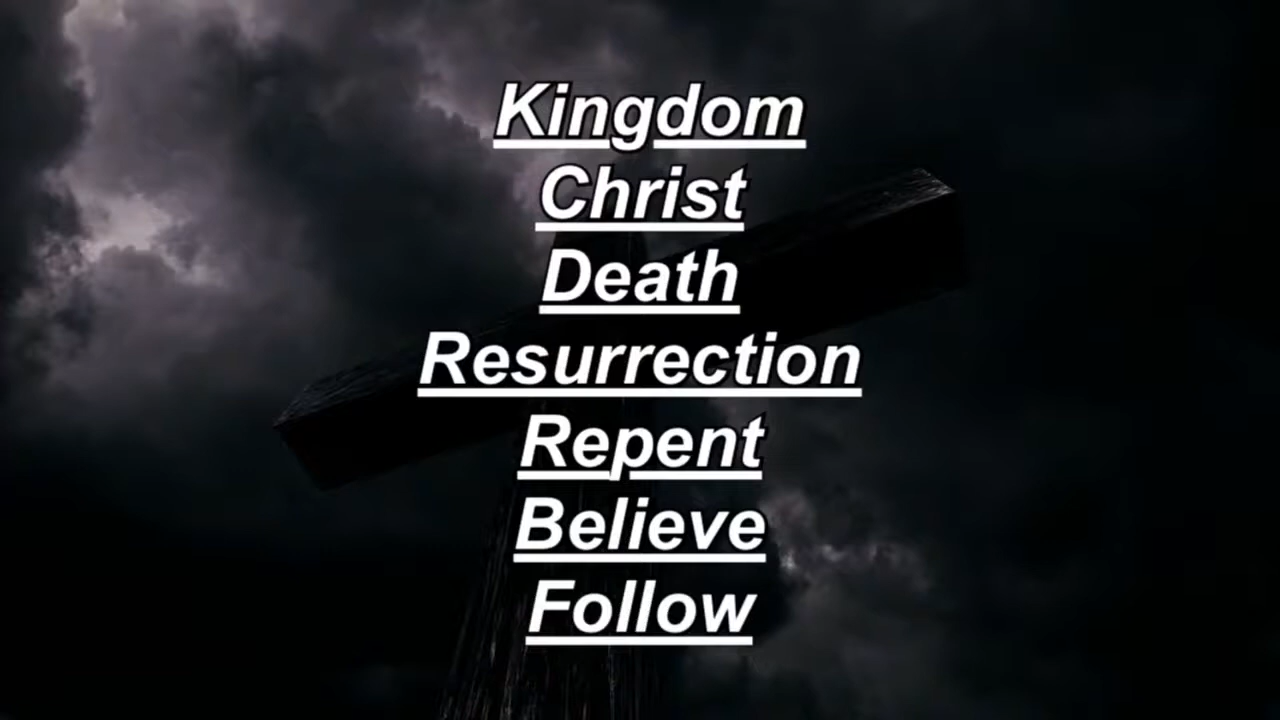 Kingdom
Christ
Death
Resurrection
Repent
Believe
Follow